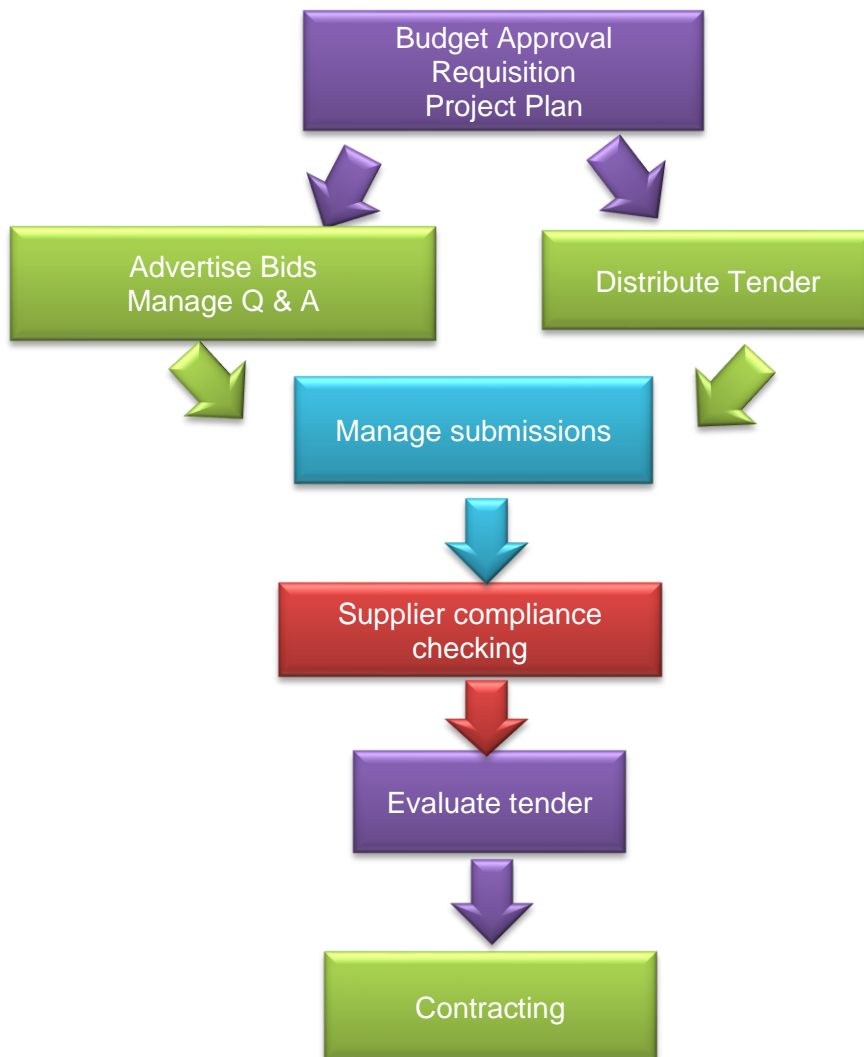 Budget Approval
Requisition
Project Plan
Advertise Bids
Manage Q & A
Distribute Tender
Manage submissions
Supplier compliance
checking
Evaluate tender
Contracting